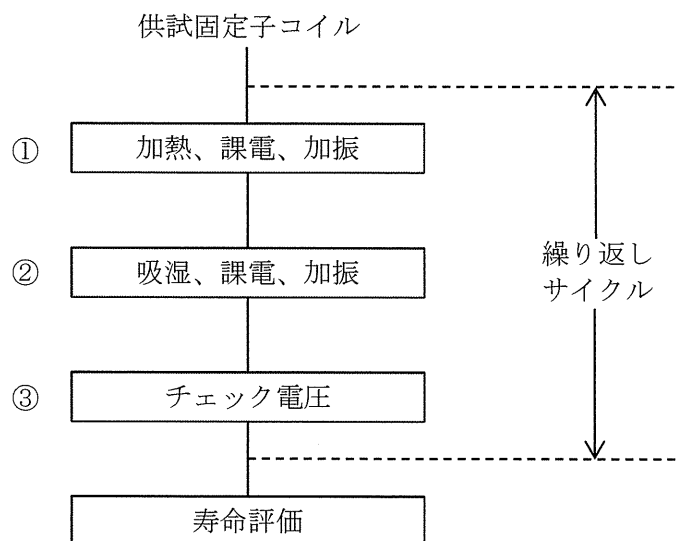 供試固定子コイル
① 加熱、課電、加振
② 吸湿、課電、加振
繰り返し
サイクル
③ チェック電圧
寿命評価